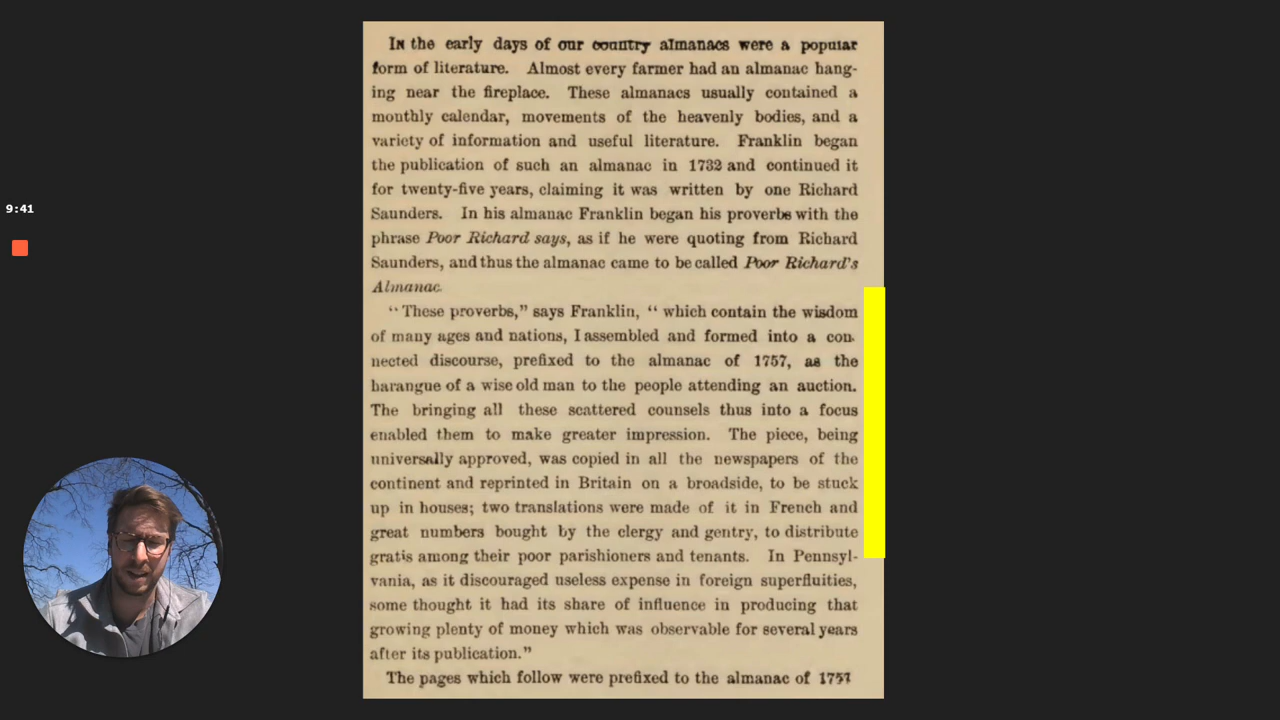 In the early days of our country almanacs were a popular
form of literature. Almost every farmer had an almanac hang-
ing near the fireplace. These almanacs usually contained a
monthly calendar, movements of the heavenly bodies, and a
variety of information and useful literature. Franklin began
the publication of such an almanac in 1732 and continued it
for twenty-five years, claiming it was written by one Richard
Saunders. In his almanac Franklin began his proverbs with the
phrase Poor Richard says, as if he were quoting from Richard
Saunders, and thus the almanac came to be called Poor Richard's
Almanac.
9:41
“These proverbs,” says Franklin, “which contain the wisdom
of many ages and nations, I assembled and formed into a con-
nected discourse, prefixed to the almanac of 1757, as the
harangue of a wise old man to the people attending an auction.
The bringing all these scattered counsels thus into a focus
enabled them to make greater impression. The piece, being
universally approved, was copied in all the newspapers of the
continent and reprinted in Britain on a broadside, to be stuck
up in houses; two translations were made of it in French and
great numbers bought by the clergy and gentry, to distribute
gratis among their poor parishioners and tenants. In Pennsyl-
vania, as it discouraged useless expense in foreign superfluities,
some thought it had its share of influence in producing that
growing plenty of money which was observable for several years
after its publication.”
The pages which follow were prefixed to the almanac of 1757